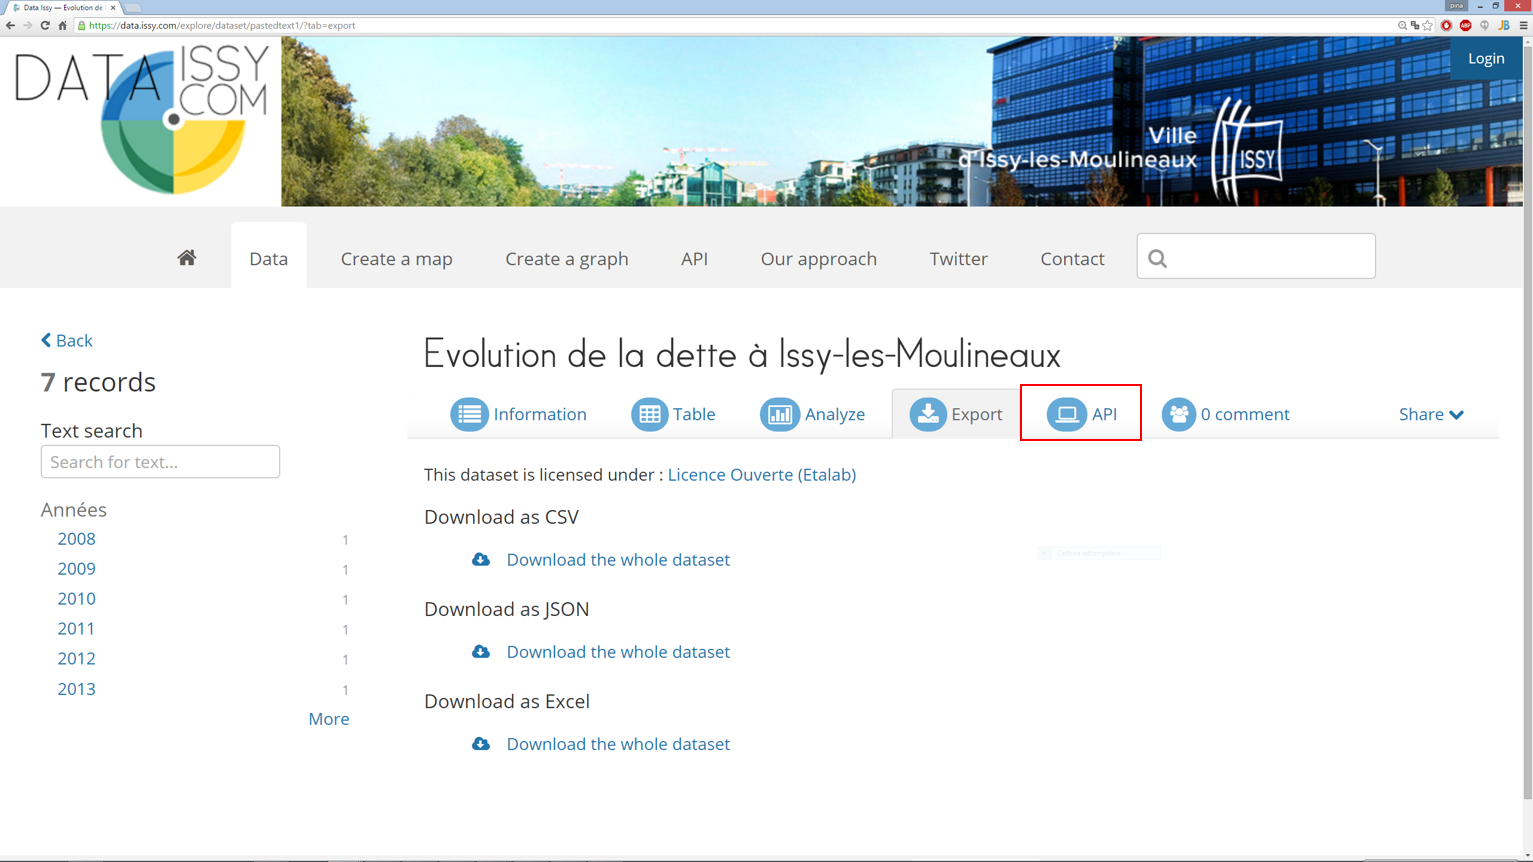 Data Issy — Evolution de
pina
https://data.issy.com/explore/dataset/pastedtext1/?tab=export
ABP
JB
DATA ISSY
COM
Login
Ville
d'Issy-les-Moulineaux
ISSY
Data
Create a map
Create a graph
API
Our approach
Twitter
Contact
Back
7 records
Text search
Search for text...
Années
2008 1
2009 1
2010 1
2011 1
2012 1
2013 1
More
Evolution de la dette à Issy-les-Moulineaux
Information
Table
Analyze
Export
API
0 comment
Share
This dataset is licensed under : Licence Ouverte (Etalab)
Download as CSV
Download the whole dataset
Download as JSON
Download the whole dataset
Download as Excel
Download the whole dataset